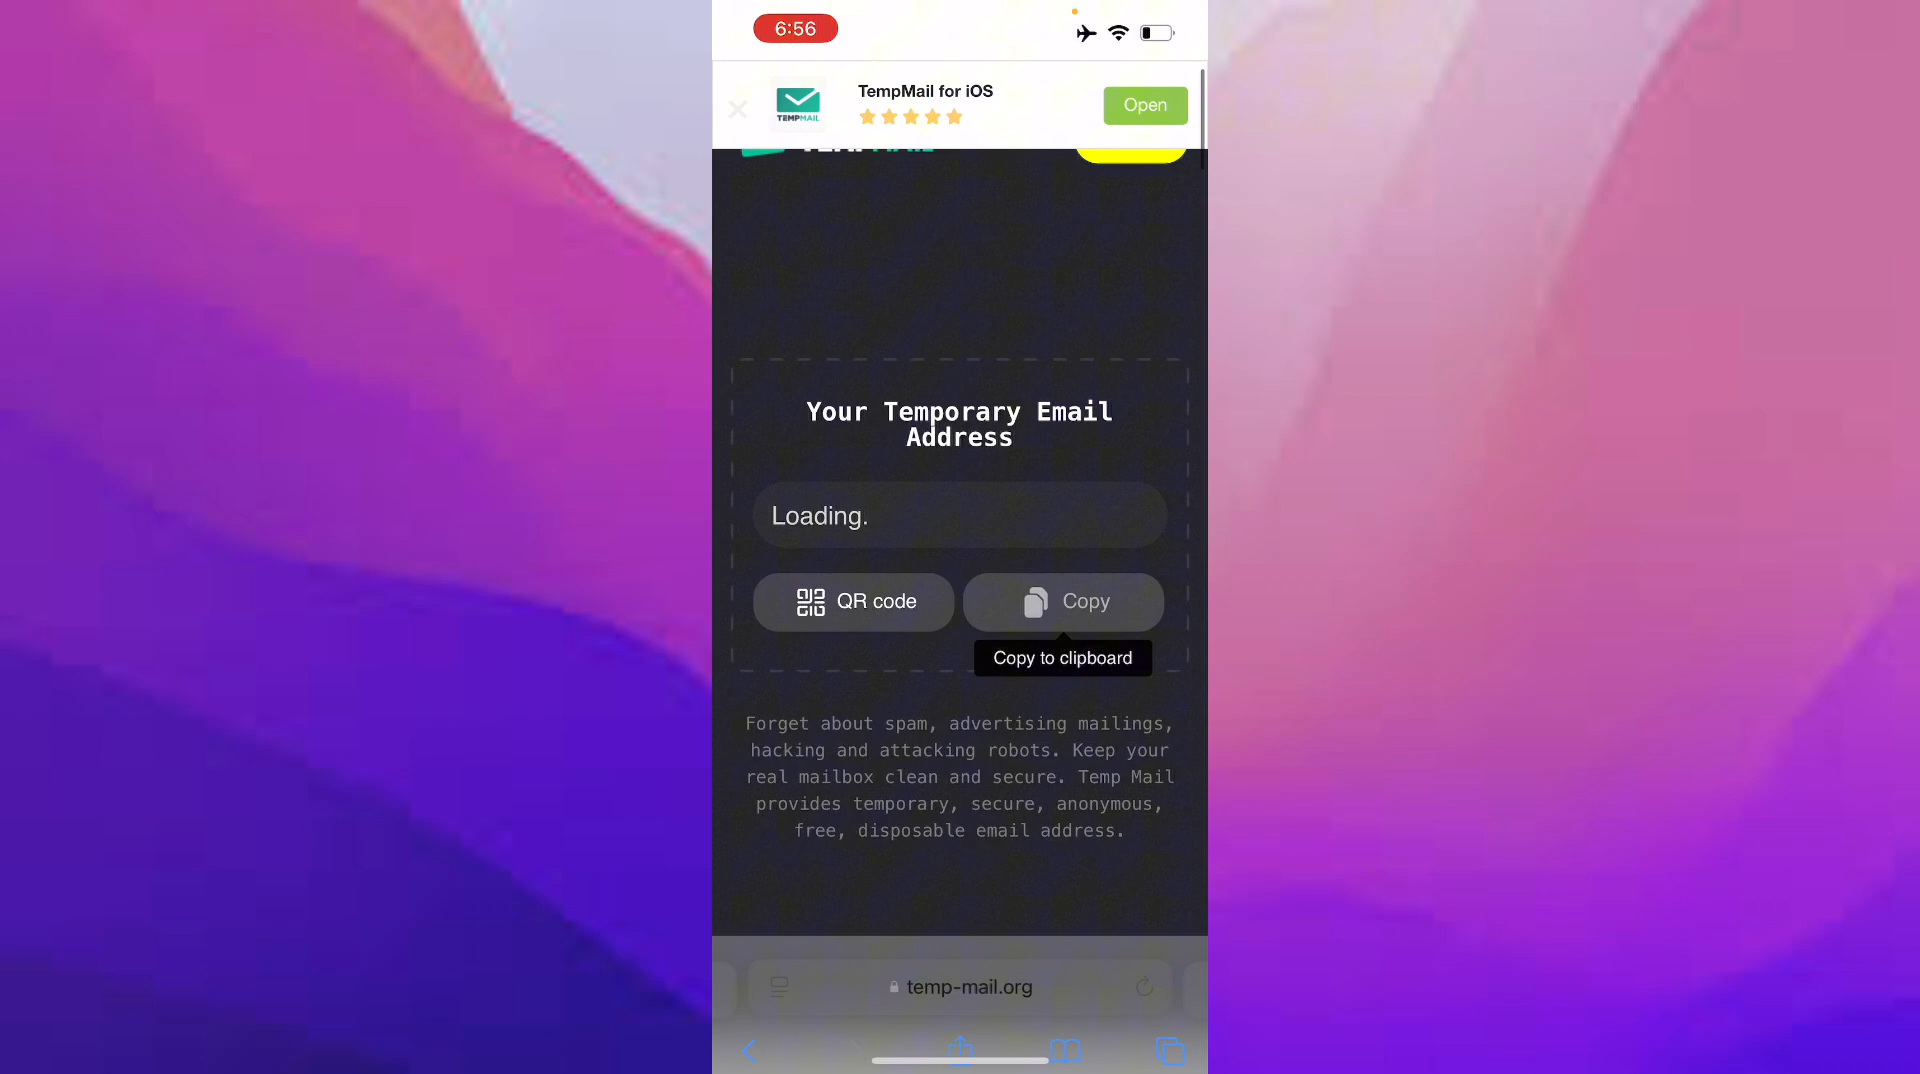 6:56
TempMail for iOS
TEMPMAIL
Open
Your Temporary Email
Address
Loading.
QR code
Copy
Copy to clipboard
Forget about spam, advertising mailings,
hacking and attacking robots. Keep your
real mailbox clean and secure. Temp Mail
provides temporary, secure, anonymous,
free, disposable email address.
temp-mail.org